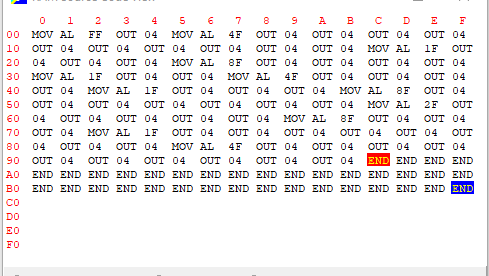 0 1 2 3 4 5 6 7 8 9 A B C D E F
00 MOV AL FF OUT 04 MOV AL 4F OUT 04 OUT 04 OUT 04 OUT 04
10 OUT 04 OUT 04 OUT 04 OUT 04 OUT 04 OUT 04 MOV AL 1F OUT
20 04 OUT 04 OUT 04 MOV AL 8F OUT 04 OUT 04 OUT 04 OUT 04
30 MOV AL 1F OUT 04 OUT 04 MOV AL 4F OUT 04 OUT 04 OUT 04
40 OUT 04 MOV AL 1F OUT 04 OUT 04 OUT 04 MOV AL 8F OUT 04
50 OUT 04 OUT 04 OUT 04 OUT 04 OUT 04 OUT 04 MOV AL 2F OUT
60 04 OUT 04 OUT 04 OUT 04 OUT 04 MOV AL 8F OUT 04 OUT 04
70 OUT 04 MOV AL 1F OUT 04 OUT 04 OUT 04 OUT 04 OUT 04 OUT
80 04 OUT 04 OUT 04 MOV AL 4F OUT 04 OUT 04 OUT 04 OUT 04
90 OUT 04 OUT 04 OUT 04 OUT 04 OUT 04 OUT 04 END END END END
A0 END END END END END END END END END END END END END END END END
B0 END END END END END END END END END END END END END END END END
C0
D0
E0
F0